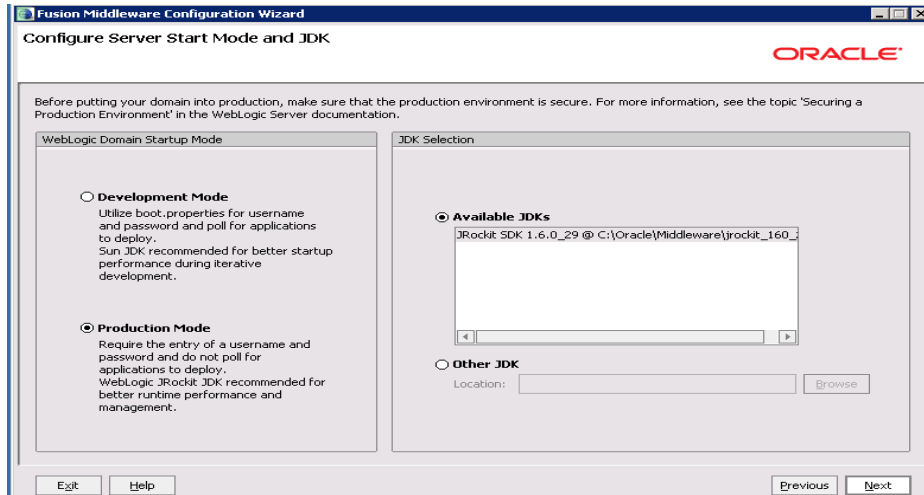 Fusion Middleware Configuration Wizard
Configure Server Start Mode and JDK
ORACLE
Before putting your domain into production, make sure that the production environment is secure. For more information, see the topic 'Securing a
Production Environment' in the WebLogic Server documentation.
WebLogic Domain Startup Mode
Development Mode
Utilize boot.properties for username
and password and poll for applications
to deploy.
Sun JDK recommended for better startup
performance during iterative
development.
Production Mode
Require the entry of a username and
password and do not poll for
applications to deploy.
WebLogic JRockit JDK recommended for
better runtime performance and
management.
JDK Selection
Available JDKs
JRockit SDK 1.6.0_29 @ C:\Oracle\Middleware\jrockit_160_
Other JDK
Location:
Browse
Exit
Help
Previous
Next